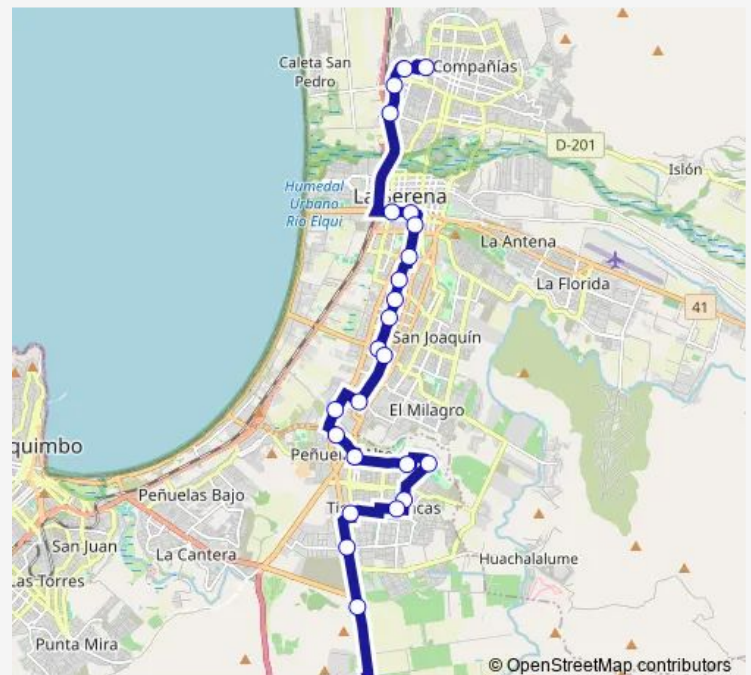 Caleta San
Pedro
Compañías
D-201
Islón
Humedal
Urbano
Río Elqui
La Serena
La Antena
La Florida
41
San Joaquín
El Milagro
quimbo
Peñuelas Bajo
San Juan
La Cantera
Las Torres
Huachalalume
Punta Mira
© OpenStreetMap contributors